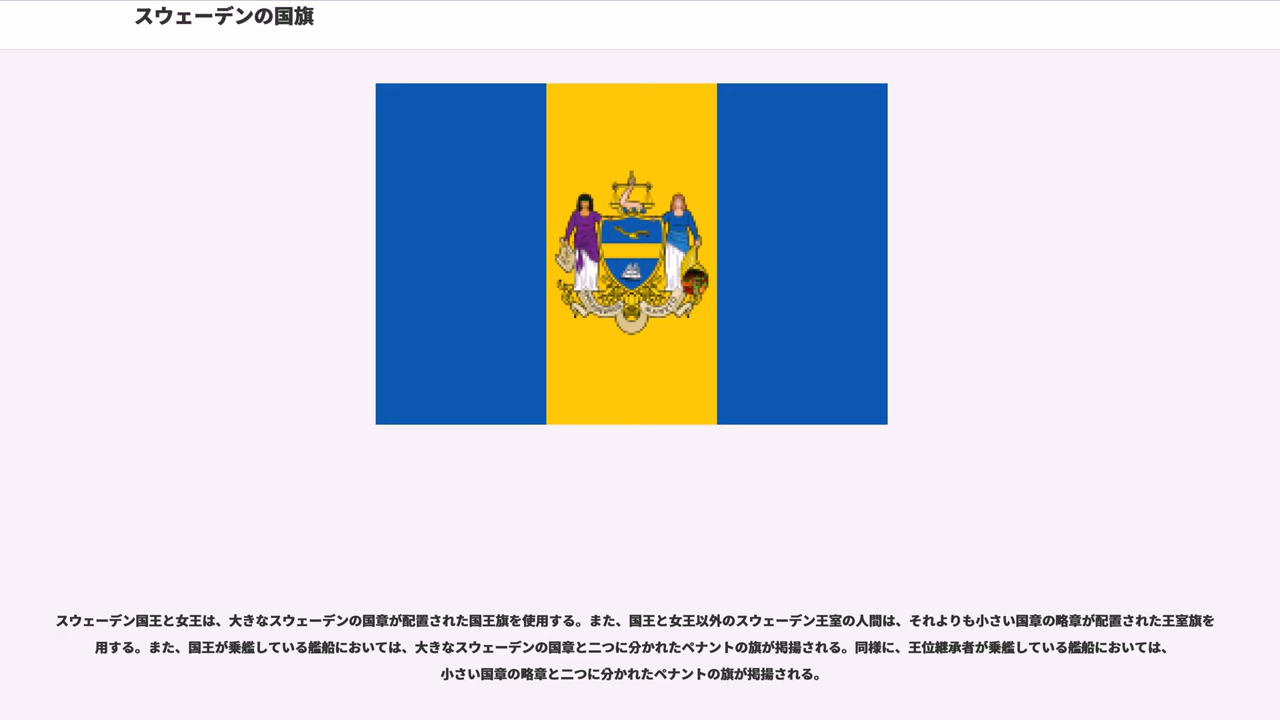 スウェーデンの国旗
スウェーデン国王と女王は、大きなスウェーデンの国章が配置された国王旗を使用する。また、国王と女王以外のスウェーデン王室の人間は、それよりも小さい国章の略章が配置された王室旗を
用する。また、国王が乗艦している艦船においては、大きなスウェーデンの国章と二つに分かれたペナントの旗が掲揚される。同様に、王位継承者が乗艦している艦船においては、
小さい国章の略章と二つに分かれたペナントの旗が掲揚される。